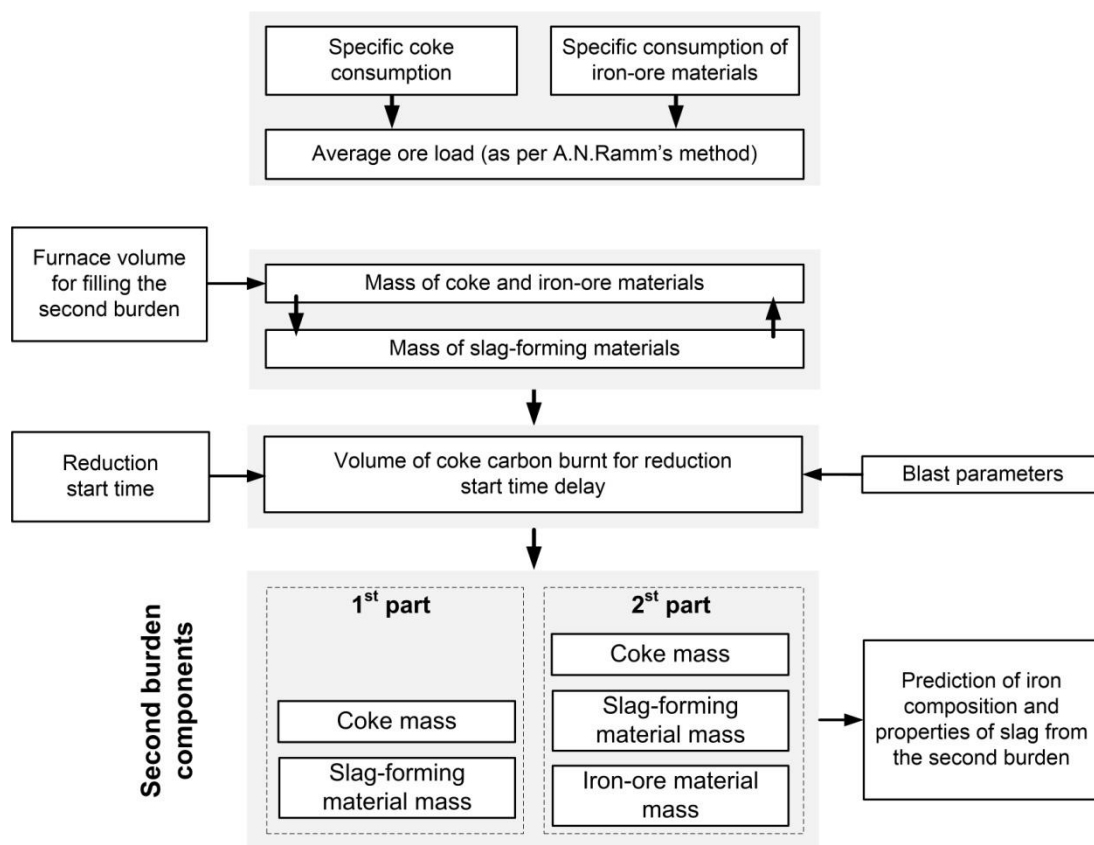 Specific coke
consumption
Specific consumption of
iron-ore materials
Average ore load (as per A.N.Ramm's method)
Furnace volume
for filling the
second burden
Mass of coke and iron-ore materials
Mass of slag-forming materials
Reduction
start time
Volume of coke carbon burnt for reduction
start time delay
Blast parameters
Second burden
components
1st part
Coke mass
Slag-forming
material mass
2st part
Coke mass
Slag-forming
material mass
Iron-ore material
mass
Prediction of iron
composition and
properties of slag from
the second burden